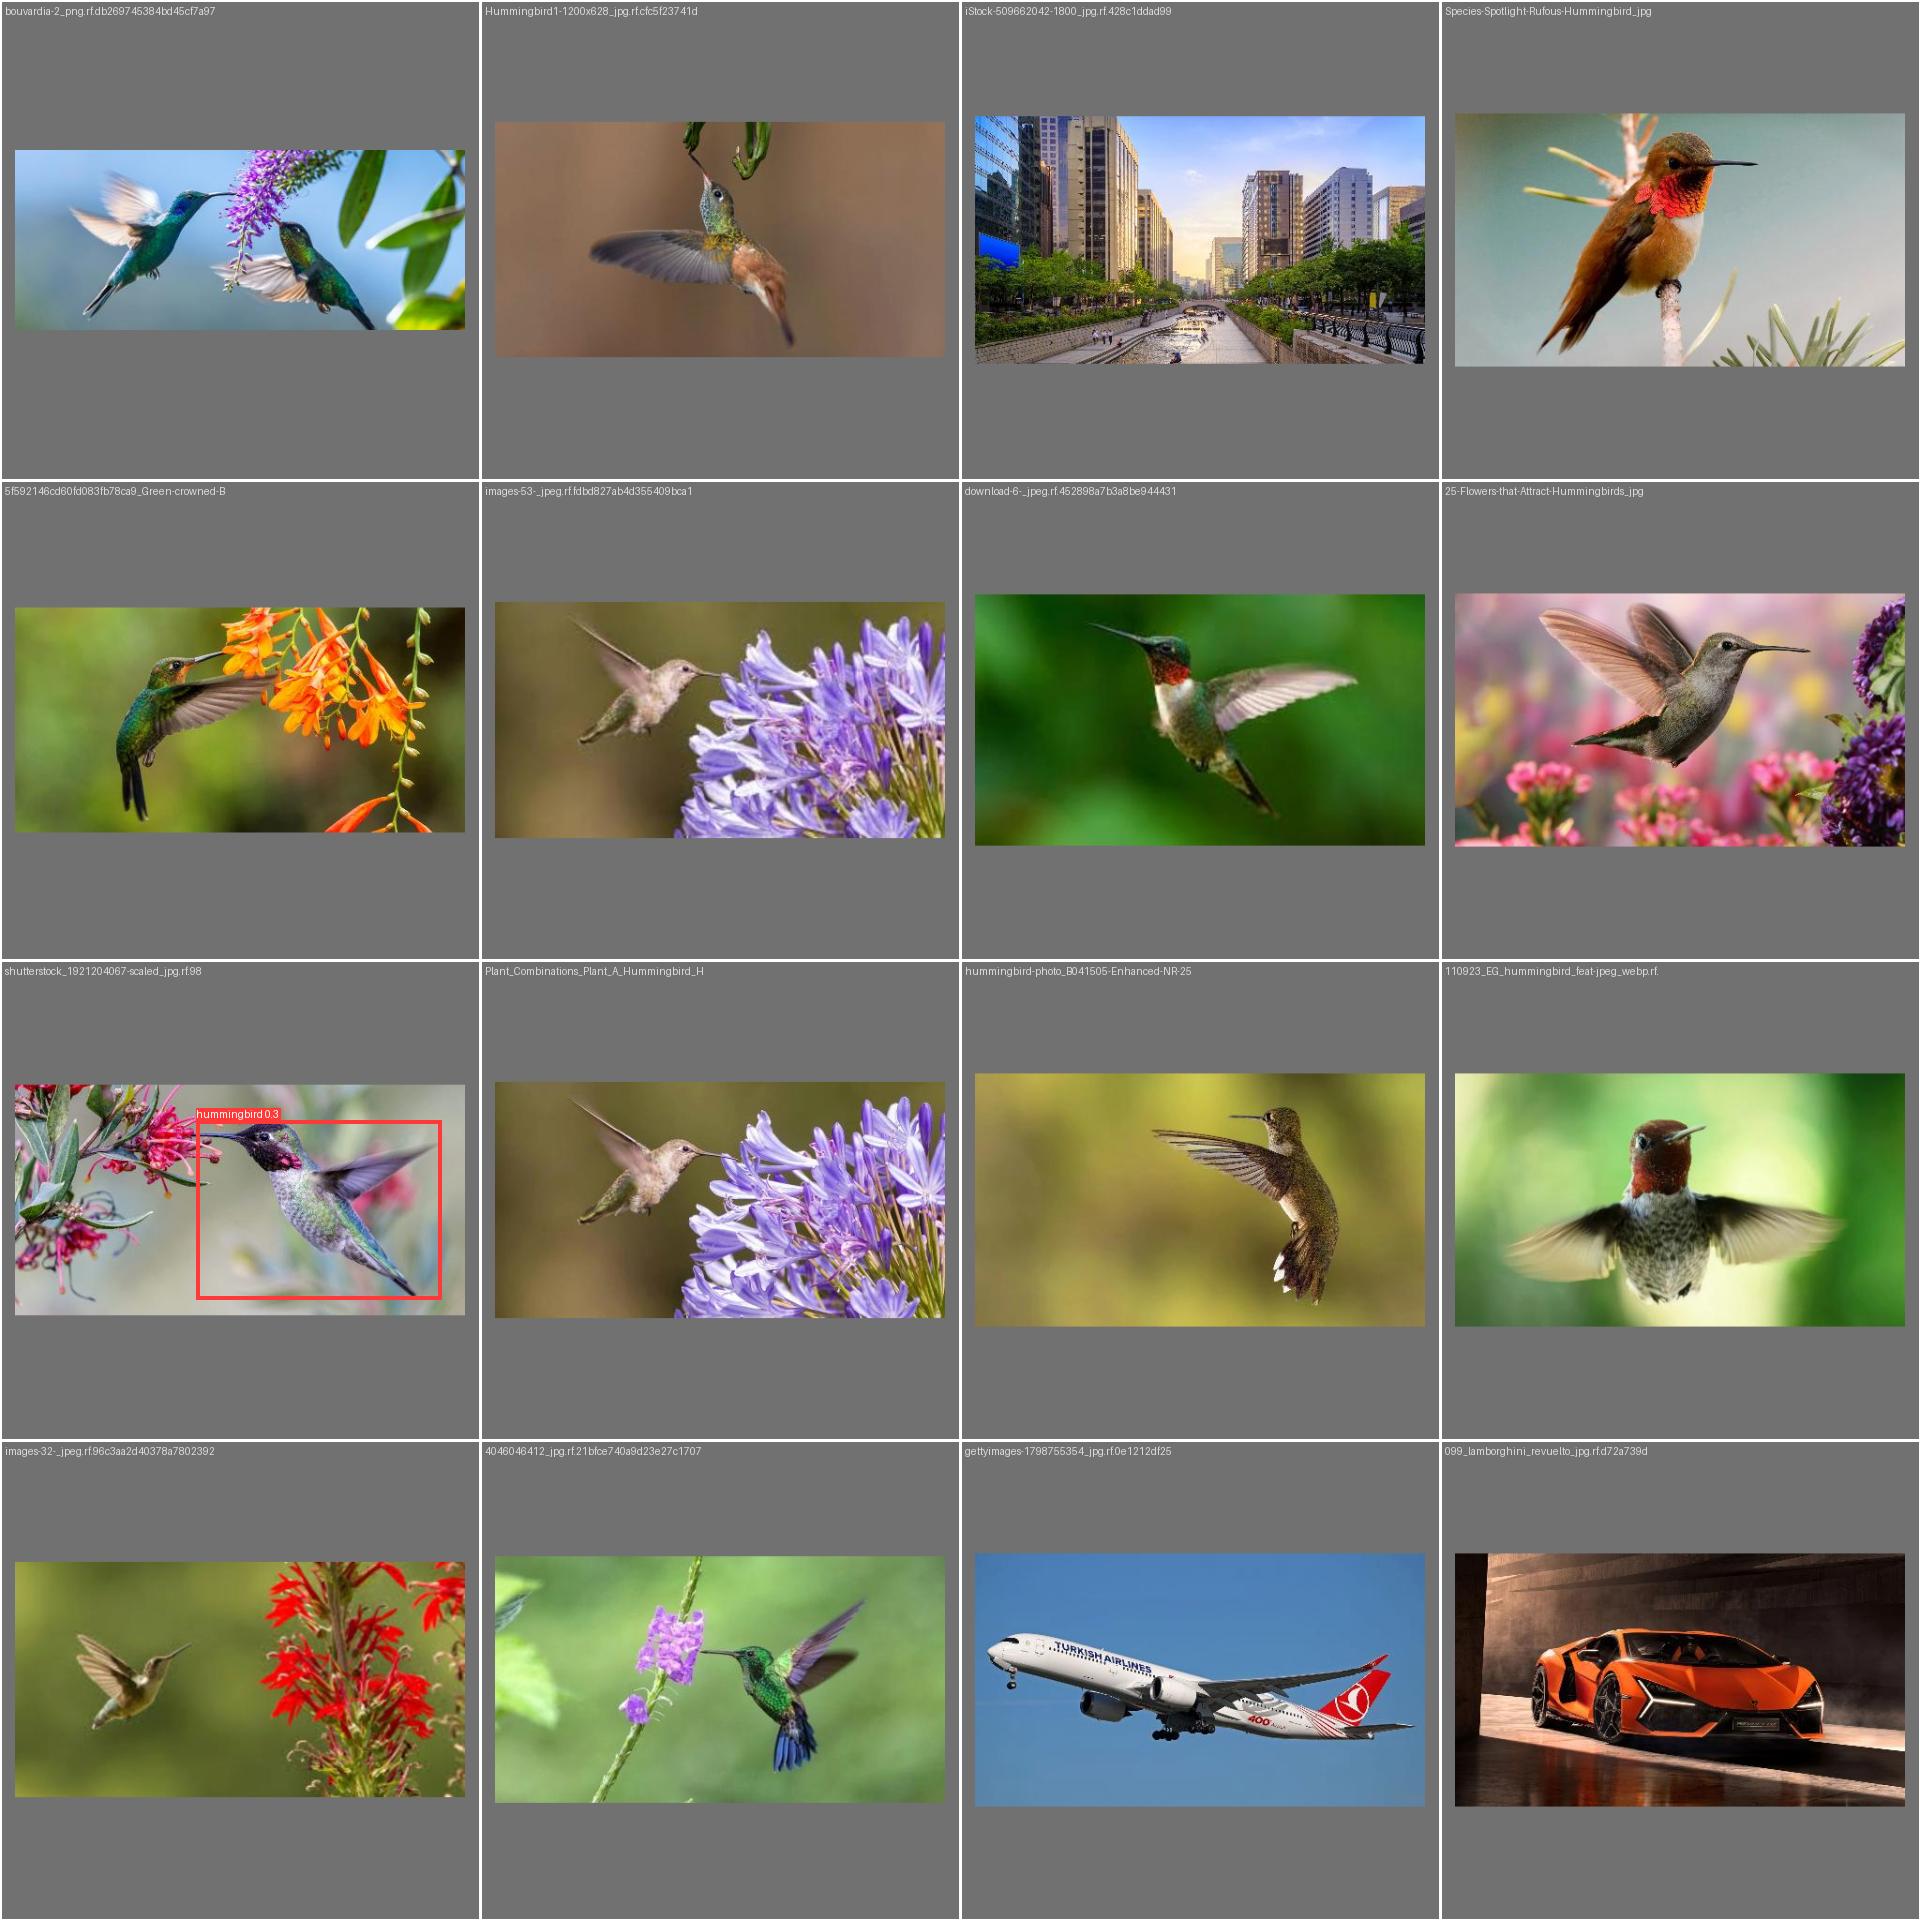 bouvardia-2_png.rf.db269745384bd45cf7a97
Hummingbird1-1200x628_jpg.rf.cfc5f23741d
iStock-509662042-1800_jpg.rf.428c1ddad99
Species-Spotlight-Rufous-Hummingbird_jpg
5f592146cd60fd083fb78ca9_Green-crowned-B
images-53-_jpeg.rf.fdbd827ab4d355409bca1
download-6-_jpeg.rf.452898a7b3a8be944431
25-Flowers-that-Attract-Hummingbirds_jpg
shutterstock_1921204067-scaled_jpg.rf.98
Plant_Combinations_Plant_A_Hummingbird_H
hummingbird-photo_B041505-Enhanced-NR-25
110923_EG_hummingbird_feat-jpeg_webp.rf.
hummingbird 0.3
images-32-_jpeg.rf.96c3aa2d40378a7802392
4046046412_jpg.rf.21bfce740a9d23e27c1707
gettyimages-1798755354_jpg.rf.0e1212df25
099_lamborghini_revuelto_jpg.rf.d72a739d
TURKISH AIRLINES
400